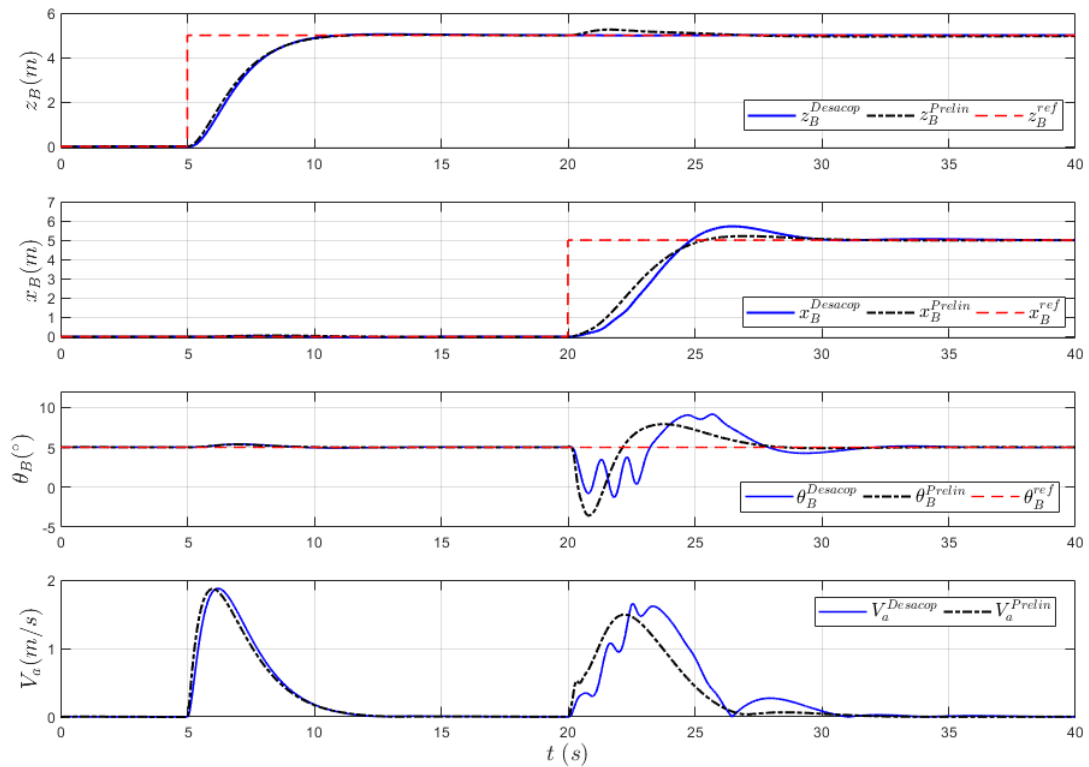 6
4
2
0
z_B(m)
z_B^{Desacop} z_B^{Prelin} z_B^{ref}
0 5 10 15 20 25 30 35 40
7
6
5
4
3
2
1
0
x_B(m)
x_B^{Desacop} x_B^{Prelin} x_B^{ref}
0 5 10 15 20 25 30 35 40
10
5
0
-5
θ_B(°)
θ_B^{Desacop} θ_B^{Prelin} θ_B^{ref}
0 5 10 15 20 25 30 35 40
2
1
0
V_a(m/s)
V_a^{Desacop} V_a^{Prelin}
0 5 10 15 20 25 30 35 40
t (s)